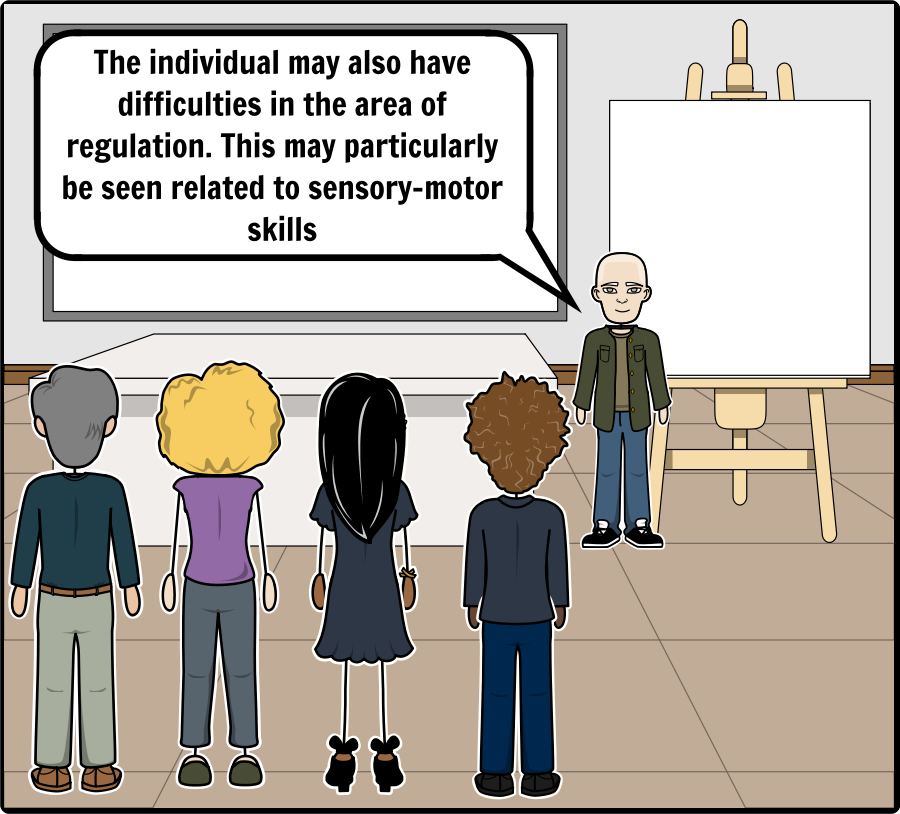 The individual may also have
difficulties in the area of
regulation. This may particularly
be seen related to sensory-motor
skills